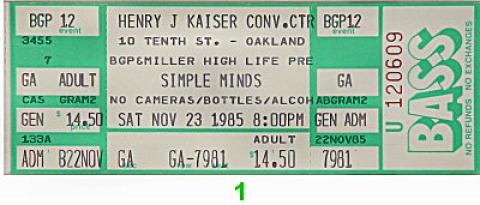 BGP 12 HENRY J KAISER CONV.CTR BGP12
event event
3455 10 TENTH ST. - OAKLAND
7 BGP&MILLER HIGH LIFE PRE
GA ADULT SIMPLE MINDS GA
CAS GRAM2 NO CAMERAS/BOTTLES/ALCOH ABGRAM2
GEN $14.50 SAT NOV 23 1985 8:00PM GEN ADM
price
133A ADULT 22NOV85
ADM B22NOV GA GA-7981 $14.50 7981
U 120609
BASS
NO REFUNDS NO EXCHANGES
1